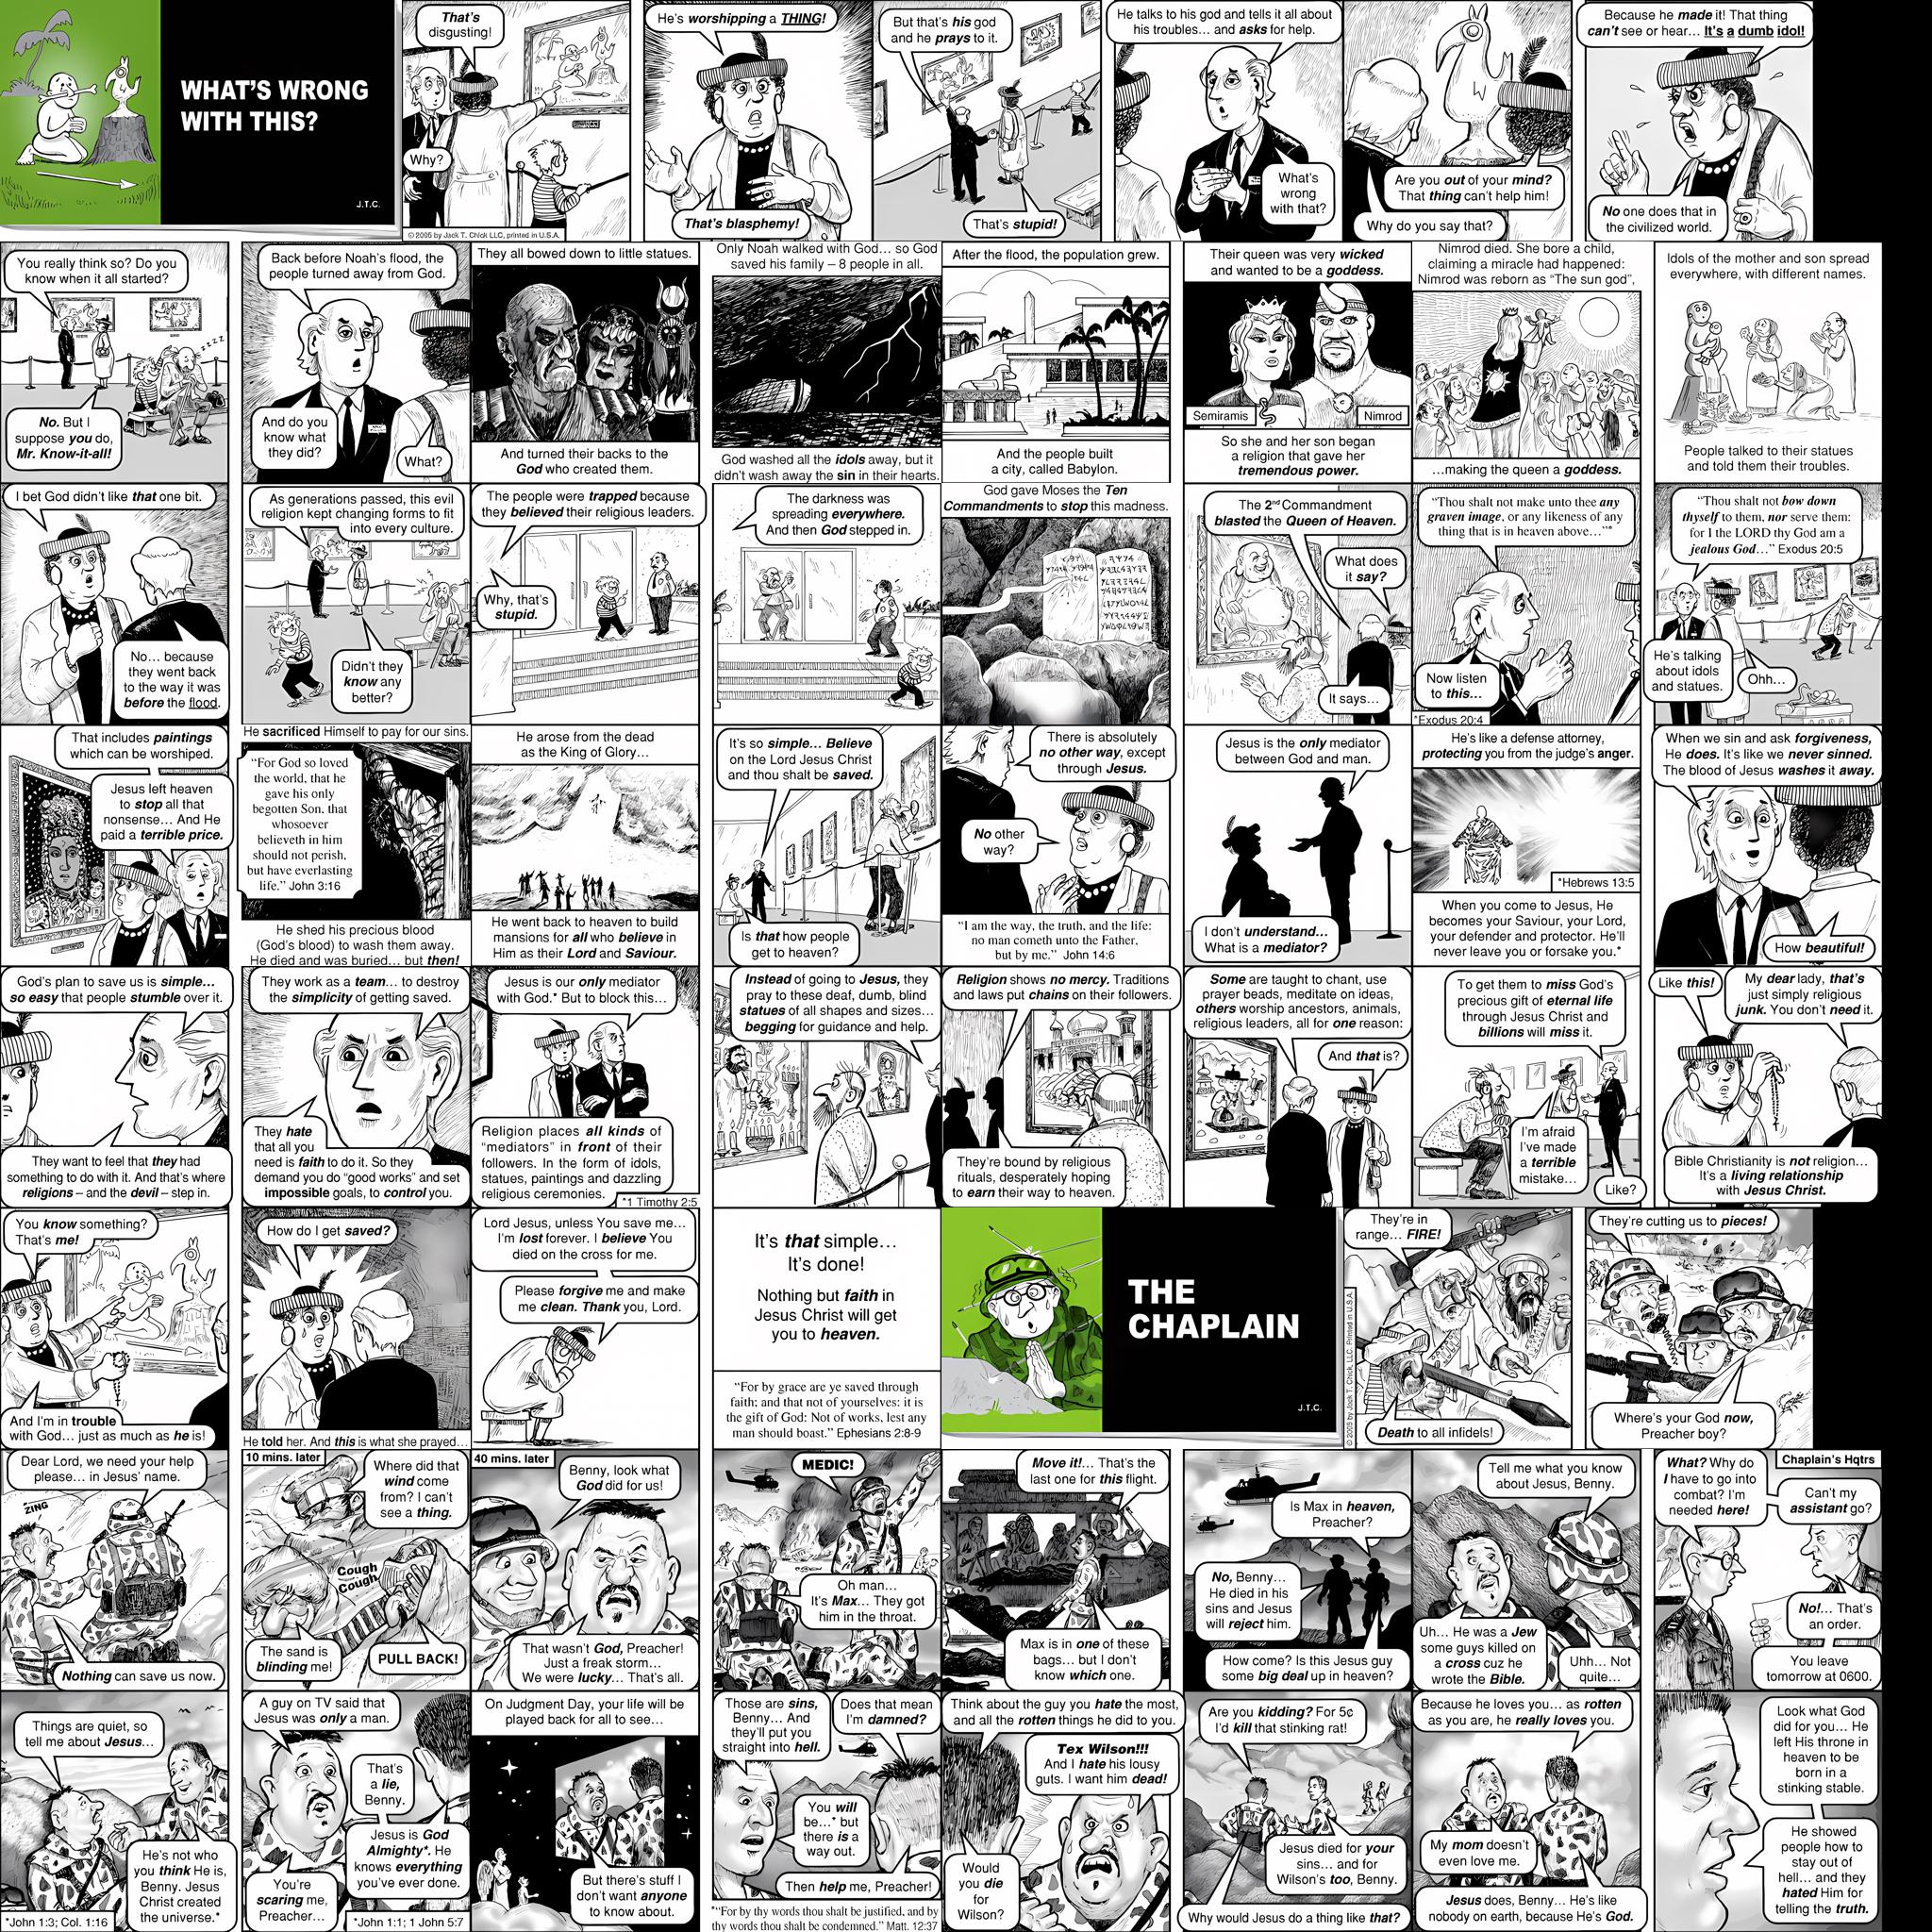 WHAT'S WRONG
WITH THIS?
J.T.C.
That's
disgusting!
Why?
© 2005 by Jack T. Chick LLC, printed in U.S.A.
He's worshipping a THING!
That's blasphemy!
But that's his god
and he prays to it.
That's stupid!
He talks to his god and tells it all about
his troubles... and asks for help.
What's
wrong
with that?
Are you out of your mind?
That thing can't help him!
Why do you say that?
Because he made it! That thing
can't see or hear... It's a dumb idol!
No one does that in
the civilized world.
You really think so? Do you
know when it all started?
No. But I
suppose you do,
Mr. Know-it-all!
Back before Noah's flood, the
people turned away from God.
And do you
know what
they did?
What?
They all bowed down to little statues.
And turned their backs to the
God who created them.
Only Noah walked with God... so God
saved his family – 8 people in all.
God washed all the idols away, but it
didn't wash away the sin in their hearts.
After the flood, the population grew.
And the people built
a city, called Babylon.
Their queen was very wicked
and wanted to be a goddess.
Semiramis
Nimrod
So she and her son began
a religion that gave her
tremendous power.
Nimrod died. She bore a child,
claiming a miracle had happened:
Nimrod was reborn as "The sun god",
...making the queen a goddess.
Idols of the mother and son spread
everywhere, with different names.
People talked to their statues
and told them their troubles.
I bet God didn't like that one bit.
No... because
they went back
to the way it was
before the flood.
As generations passed, this evil
religion kept changing forms to fit
into every culture.
Didn't they
know any
better?
The people were trapped because
they believed their religious leaders.
Why, that's
stupid.
The darkness was
spreading everywhere.
And then God stepped in.
God gave Moses the Ten
Commandments to stop this madness.
The 2nd Commandment
blasted the Queen of Heaven.
What does
it say?
It says...
"Thou shalt not make unto thee any
graven image, or any likeness of any
thing that is in heaven above..."*
Now listen
to this...
*Exodus 20:4
"Thou shalt not bow down
thyself to them, nor serve them:
for I the LORD thy God am a
jealous God..." Exodus 20:5
He's talking
about idols
and statues.
Ohh...
That includes paintings
which can be worshiped.
Jesus left heaven
to stop all that
nonsense... And He
paid a terrible price.
He sacrificed Himself to pay for our sins.
"For God so loved
the world, that he
gave his only
begotten Son, that
whosoever
believeth in him
should not perish,
but have everlasting
life." John 3:16
He shed his precious blood
(God's blood) to wash them away.
He died and was buried... but then!
He arose from the dead
as the King of Glory...
He went back to heaven to build
mansions for all who believe in
Him as their Lord and Saviour.
It's so simple... Believe
on the Lord Jesus Christ
and thou shalt be saved.
Is that how people
get to heaven?
There is absolutely
no other way, except
through Jesus.
No other
way?
"I am the way, the truth, and the life:
no man cometh unto the Father,
but by me." John 14:6
Jesus is the only mediator
between God and man.
I don't understand...
What is a mediator?
He's like a defense attorney,
protecting you from the judge's anger.
*Hebrews 13:5
When you come to Jesus, He
becomes your Saviour, your Lord,
your defender and protector. He'll
never leave you or forsake you.*
When we sin and ask forgiveness,
He does. It's like we never sinned.
The blood of Jesus washes it away.
How beautiful!
God's plan to save us is simple...
so easy that people stumble over it.
They want to feel that they had
something to do with it. And that's where
religions – and the devil – step in.
They work as a team... to destroy
the simplicity of getting saved.
They hate
that all you
need is faith to do it. So they
demand you do "good works" and set
impossible goals, to control you.
Jesus is our only mediator
with God.* But to block this...
Religion places all kinds of
"mediators" in front of their
followers. In the form of idols,
statues, paintings and dazzling
religious ceremonies.
*1 Timothy 2:5
Instead of going to Jesus, they
pray to these deaf, dumb, blind
statues of all shapes and sizes...
begging for guidance and help.
Religion shows no mercy. Traditions
and laws put chains on their followers.
They're bound by religious
rituals, desperately hoping
to earn their way to heaven.
Some are taught to chant, use
prayer beads, meditate on ideas,
others worship ancestors, animals,
religious leaders, all for one reason:
And that is?
To get them to miss God's
precious gift of eternal life
through Jesus Christ and
billions will miss it.
I'm afraid
I've made
a terrible
mistake...
Like?
Like this!
My dear lady, that's
just simply religious
junk. You don't need it.
Bible Christianity is not religion...
It's a living relationship
with Jesus Christ.
You know something?
That's me!
And I'm in trouble
with God... just as much as he is!
How do I get saved?
He told her. And this is what she prayed...
Lord Jesus, unless You save me...
I'm lost forever. I believe You
died on the cross for me.
Please forgive me and make
me clean. Thank you, Lord.
It's that simple...
It's done!
Nothing but faith in
Jesus Christ will get
you to heaven.
"For by grace are ye saved through
faith; and that not of yourselves: it is
the gift of God: Not of works, lest any
man should boast." Ephesians 2:8-9
THE
CHAPLAIN
J.T.C.
They're in
range... FIRE!
Death to all infidels!
© 2005 by Jack T. Chick, LLC. Printed in U.S.A.
They're cutting us to pieces!
Where's your God now,
Preacher boy?
Dear Lord, we need your help
please... in Jesus' name.
ZING
Nothing can save us now.
10 mins. later
Where did that
wind come
from? I can't
see a thing.
Cough
Cough
The sand is
blinding me!
PULL BACK!
40 mins. later
Benny, look what
God did for us!
That wasn't God, Preacher!
Just a freak storm...
We were lucky... That's all.
MEDIC!
Oh man...
It's Max... They got
him in the throat.
Move it!... That's the
last one for this flight.
Max is in one of these
bags... but I don't
know which one.
Is Max in heaven,
Preacher?
No, Benny...
He died in his
sins and Jesus
will reject him.
How come? Is this Jesus guy
some big deal up in heaven?
Tell me what you know
about Jesus, Benny.
Uh... He was a Jew
some guys killed on
a cross cuz he
wrote the Bible.
Uhh... Not
quite...
Chaplain's Hqtrs
What? Why do
I have to go into
combat? I'm
needed here!
Can't my
assistant go?
No!... That's
an order.
You leave
tomorrow at 0600.
Things are quiet, so
tell me about Jesus...
He's not who
you think He is,
Benny. Jesus
Christ created
the universe.*
*John 1:3; Col. 1:16
A guy on TV said that
Jesus was only a man.
That's
a lie,
Benny.
Jesus is God
Almighty*. He
knows everything
you've ever done.
You're
scaring me,
Preacher...
*John 1:1; 1 John 5:7
On Judgment Day, your life will be
played back for all to see...
But there's stuff I
don't want anyone
to know about.
Those are sins,
Benny... And
they'll put you
straight into hell.
Does that mean
I'm damned?
You will
be...* but
there is a
way out.
Then help me, Preacher!
*"For by thy words thou shalt be justified, and by
thy words thou shalt be condemned." Matt. 12:37
Think about the guy you hate the most,
and all the rotten things he did to you.
Tex Wilson!!!
And I hate his lousy
guts. I want him dead!
Would
you die
for
Wilson?
Are you kidding? For 5¢
I'd kill that stinking rat!
Jesus died for your
sins... and for
Wilson's too, Benny.
Why would Jesus do a thing like that?
Because he loves you... as rotten
as you are, he really loves you.
My mom doesn't
even love me.
Jesus does, Benny... He's like
nobody on earth, because He's God.
Look what God
did for you... He
left His throne in
heaven to be
born in a
stinking stable.
He showed
people how to
stay out of
hell... and they
hated Him for
telling the truth.